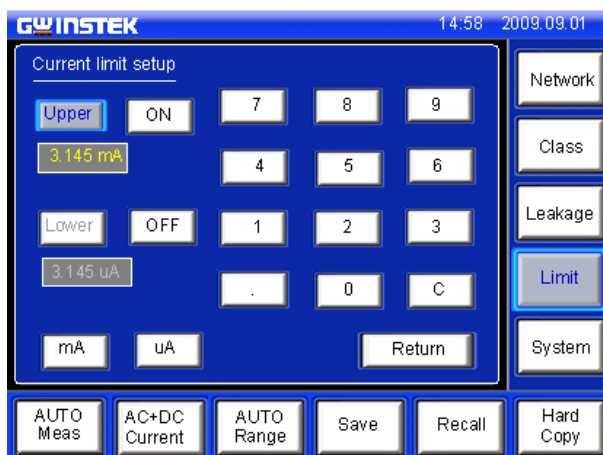 GWINSTEK 14:58 2009.09.01
Current limit setup
Upper ON 7 8 9
3.145 mA
4 5 6
Lower OFF 1 2 3
3.145 uA
. 0 C
mA uA Return
Network
Class
Leakage
Limit
System
AUTO Meas
AC+DC Current
AUTO Range
Save
Recall
Hard Copy